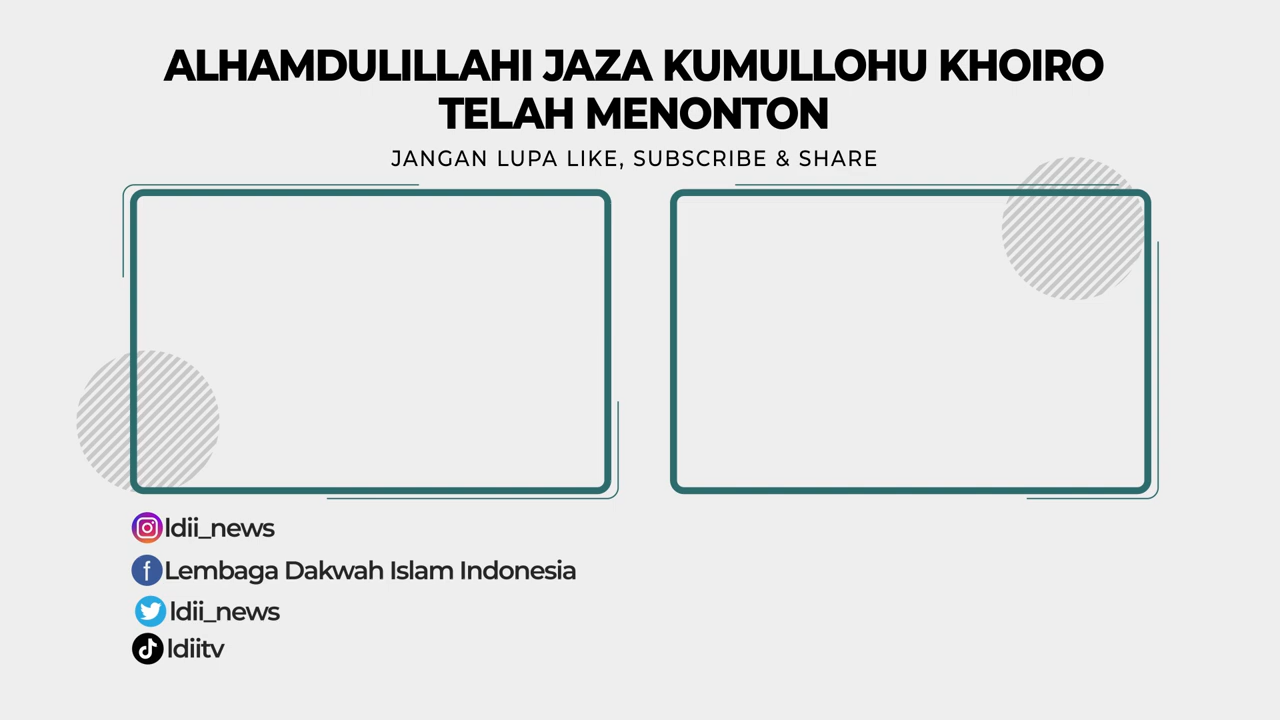 ALHAMDULILLAHI JAZA KUMULLOHU KHOIRO
TELAH MENONTON
JANGAN LUPA LIKE, SUBSCRIBE & SHARE
ldii_news
Lembaga Dakwah Islam Indonesia
ldii_news
ldiitv